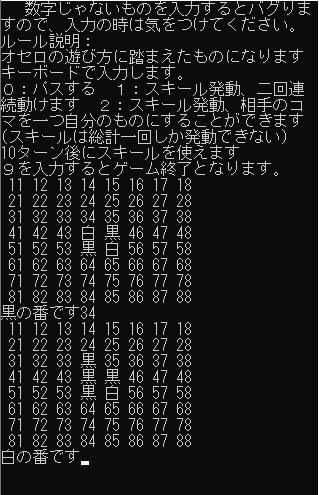 数字じゃないものを入力するとバグりま
すので、入力の時は気をつけてください。
ルール説明：
オセロの遊び方に踏まえたものになります
キーボードで入力します。
０：パスする　１：スキール発動、二回連
続動けます　２：スキール発動、相手のコ
マを一つ自分のものにすることができます
(スキールは総計一回しか発動できない)
10ターン後にスキールを使えます
９を入力するとゲーム終了となります。
11 12 13 14 15 16 17 18
21 22 23 24 25 26 27 28
31 32 33 34 35 36 37 38
41 42 43 白 黒 46 47 48
51 52 53 黒 白 56 57 58
61 62 63 64 65 66 67 68
71 72 73 74 75 76 77 78
81 82 83 84 85 86 87 88
黒の番です34
11 12 13 14 15 16 17 18
21 22 23 24 25 26 27 28
31 32 33 黒 35 36 37 38
41 42 43 黒 黒 46 47 48
51 52 53 黒 白 56 57 58
61 62 63 64 65 66 67 68
71 72 73 74 75 76 77 78
81 82 83 84 85 86 87 88
白の番です